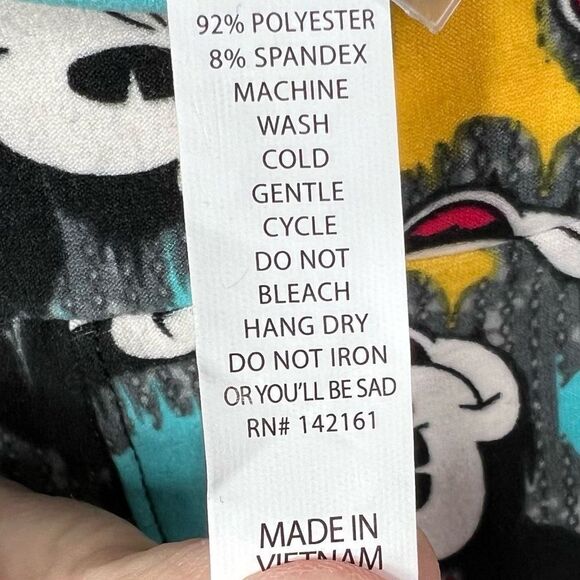 92% POLYESTER
8% SPANDEX
MACHINE
WASH
COLD
GENTLE
CYCLE
DO NOT
BLEACH
HANG DRY
DO NOT IRON
OR YOU'LL BE SAD
RN# 142161
MADE IN
VIETNAM